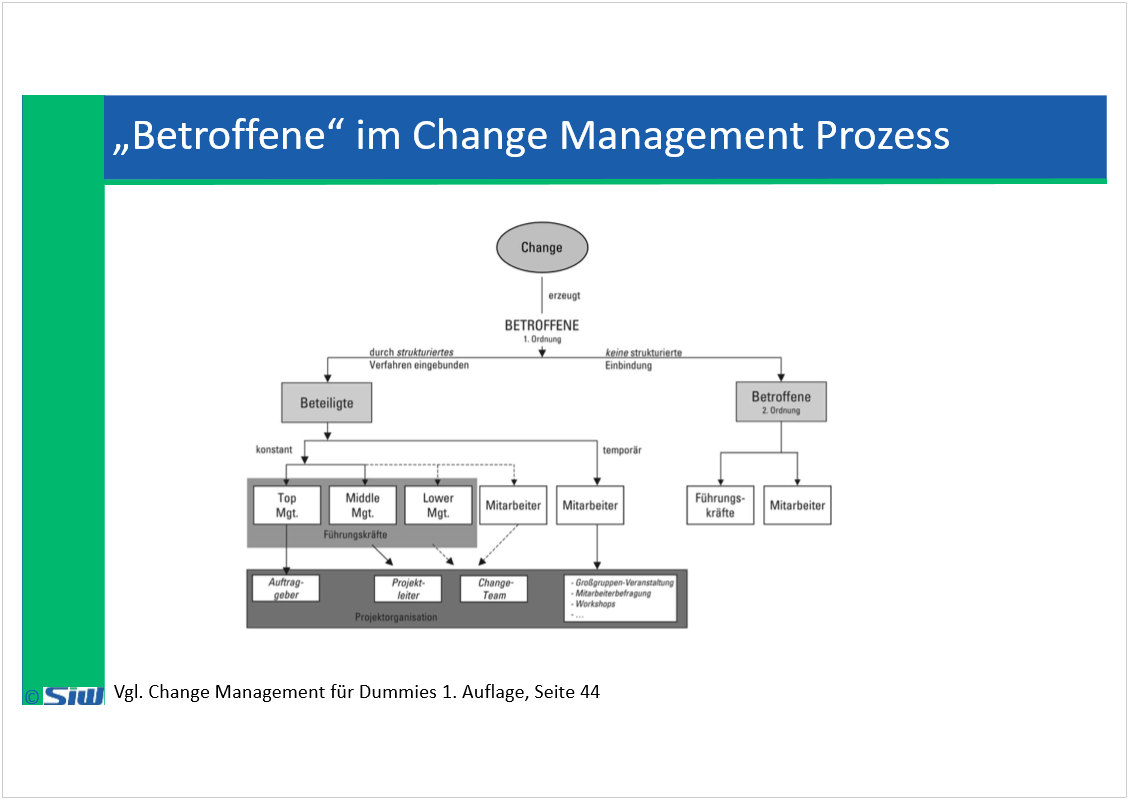 „Betroffene“ im Change Management Prozess
Change
erzeugt
BETROFFENE
1. Ordnung
durch strukturiertes
Verfahren eingebunden
keine strukturierte
Einbindung
Beteiligte
Betroffene
2. Ordnung
konstant
temporär
Top
Mgt.
Middle
Mgt.
Lower
Mgt.
Mitarbeiter
Mitarbeiter
Führungs-
kräfte
Mitarbeiter
Führungskräfte
Auftrag-
geber
Projekt-
leiter
Change-
Team
- Großgruppen-Veranstaltung
- Mitarbeiterbefragung
- Workshops
- ...
Projektorganisation
© SiW
Vgl. Change Management für Dummies 1. Auflage, Seite 44